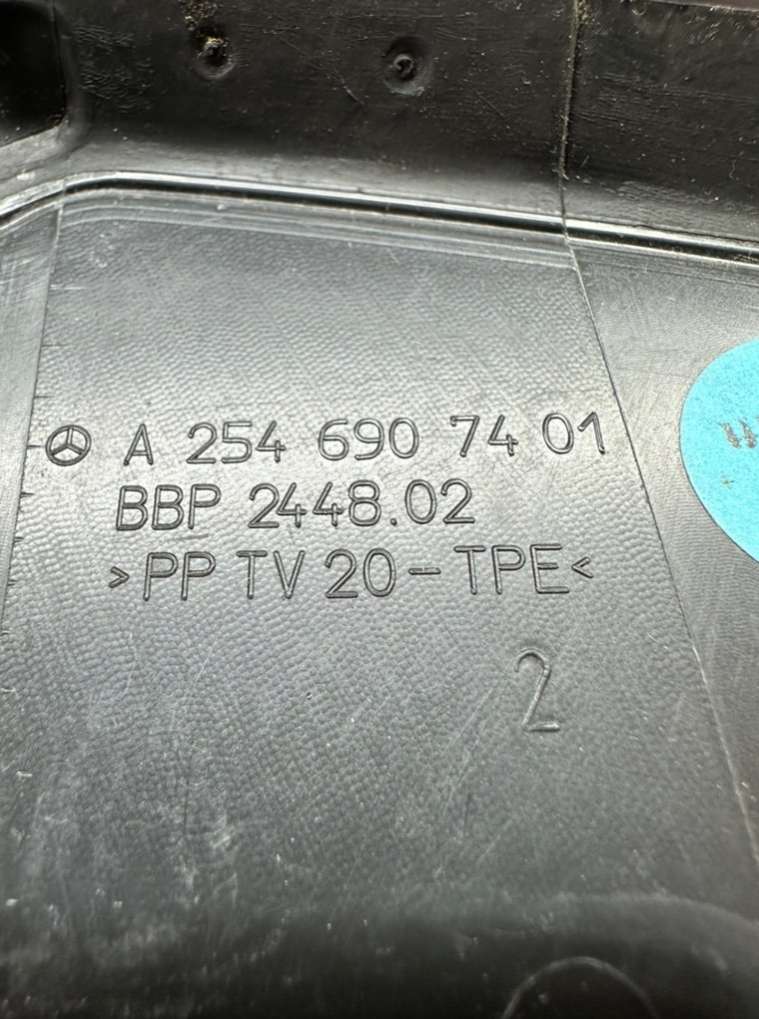 A 254 690 74 01
BBP 2448.02
>PP TV 20-TPE<
2